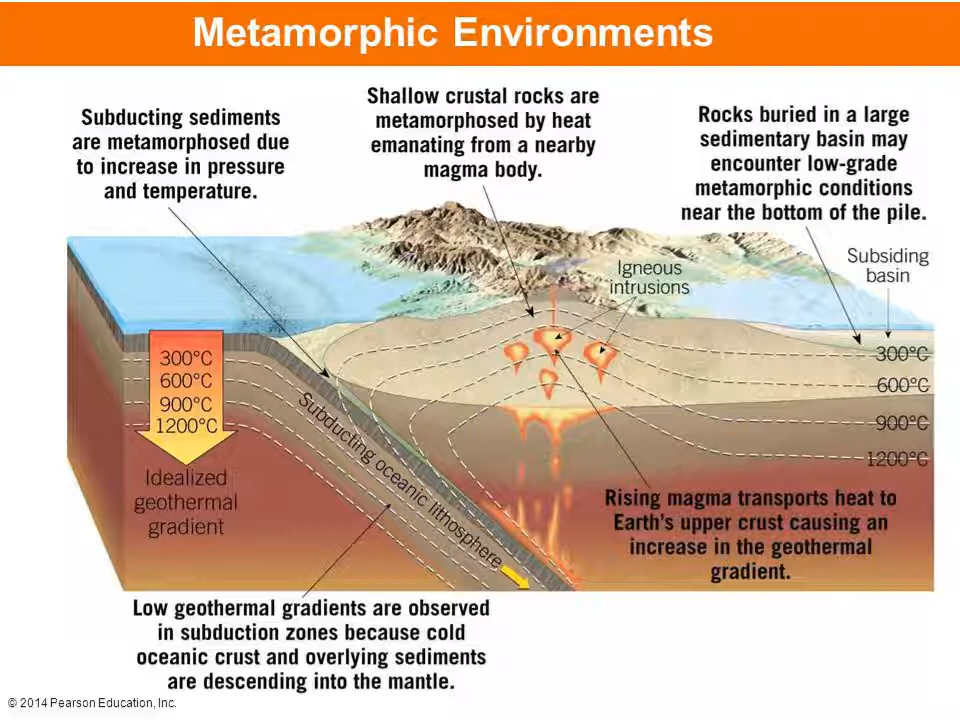 Metamorphic Environments
Subducting sediments
are metamorphosed due
to increase in pressure
and temperature.
Shallow crustal rocks are
metamorphosed by heat
emanating from a nearby
magma body.
Rocks buried in a large
sedimentary basin may
encounter low-grade
metamorphic conditions
near the bottom of the pile.
Subsiding
basin
Igneous
intrusions
300°C
600°C
900°C
1200°C
Idealized
geothermal
gradient
Subducting oceanic lithosphere
300°C
600°C
900°C
1200°C
Rising magma transports heat to
Earth's upper crust causing an
increase in the geothermal
gradient.
Low geothermal gradients are observed
in subduction zones because cold
oceanic crust and overlying sediments
are descending into the mantle.
© 2014 Pearson Education, Inc.